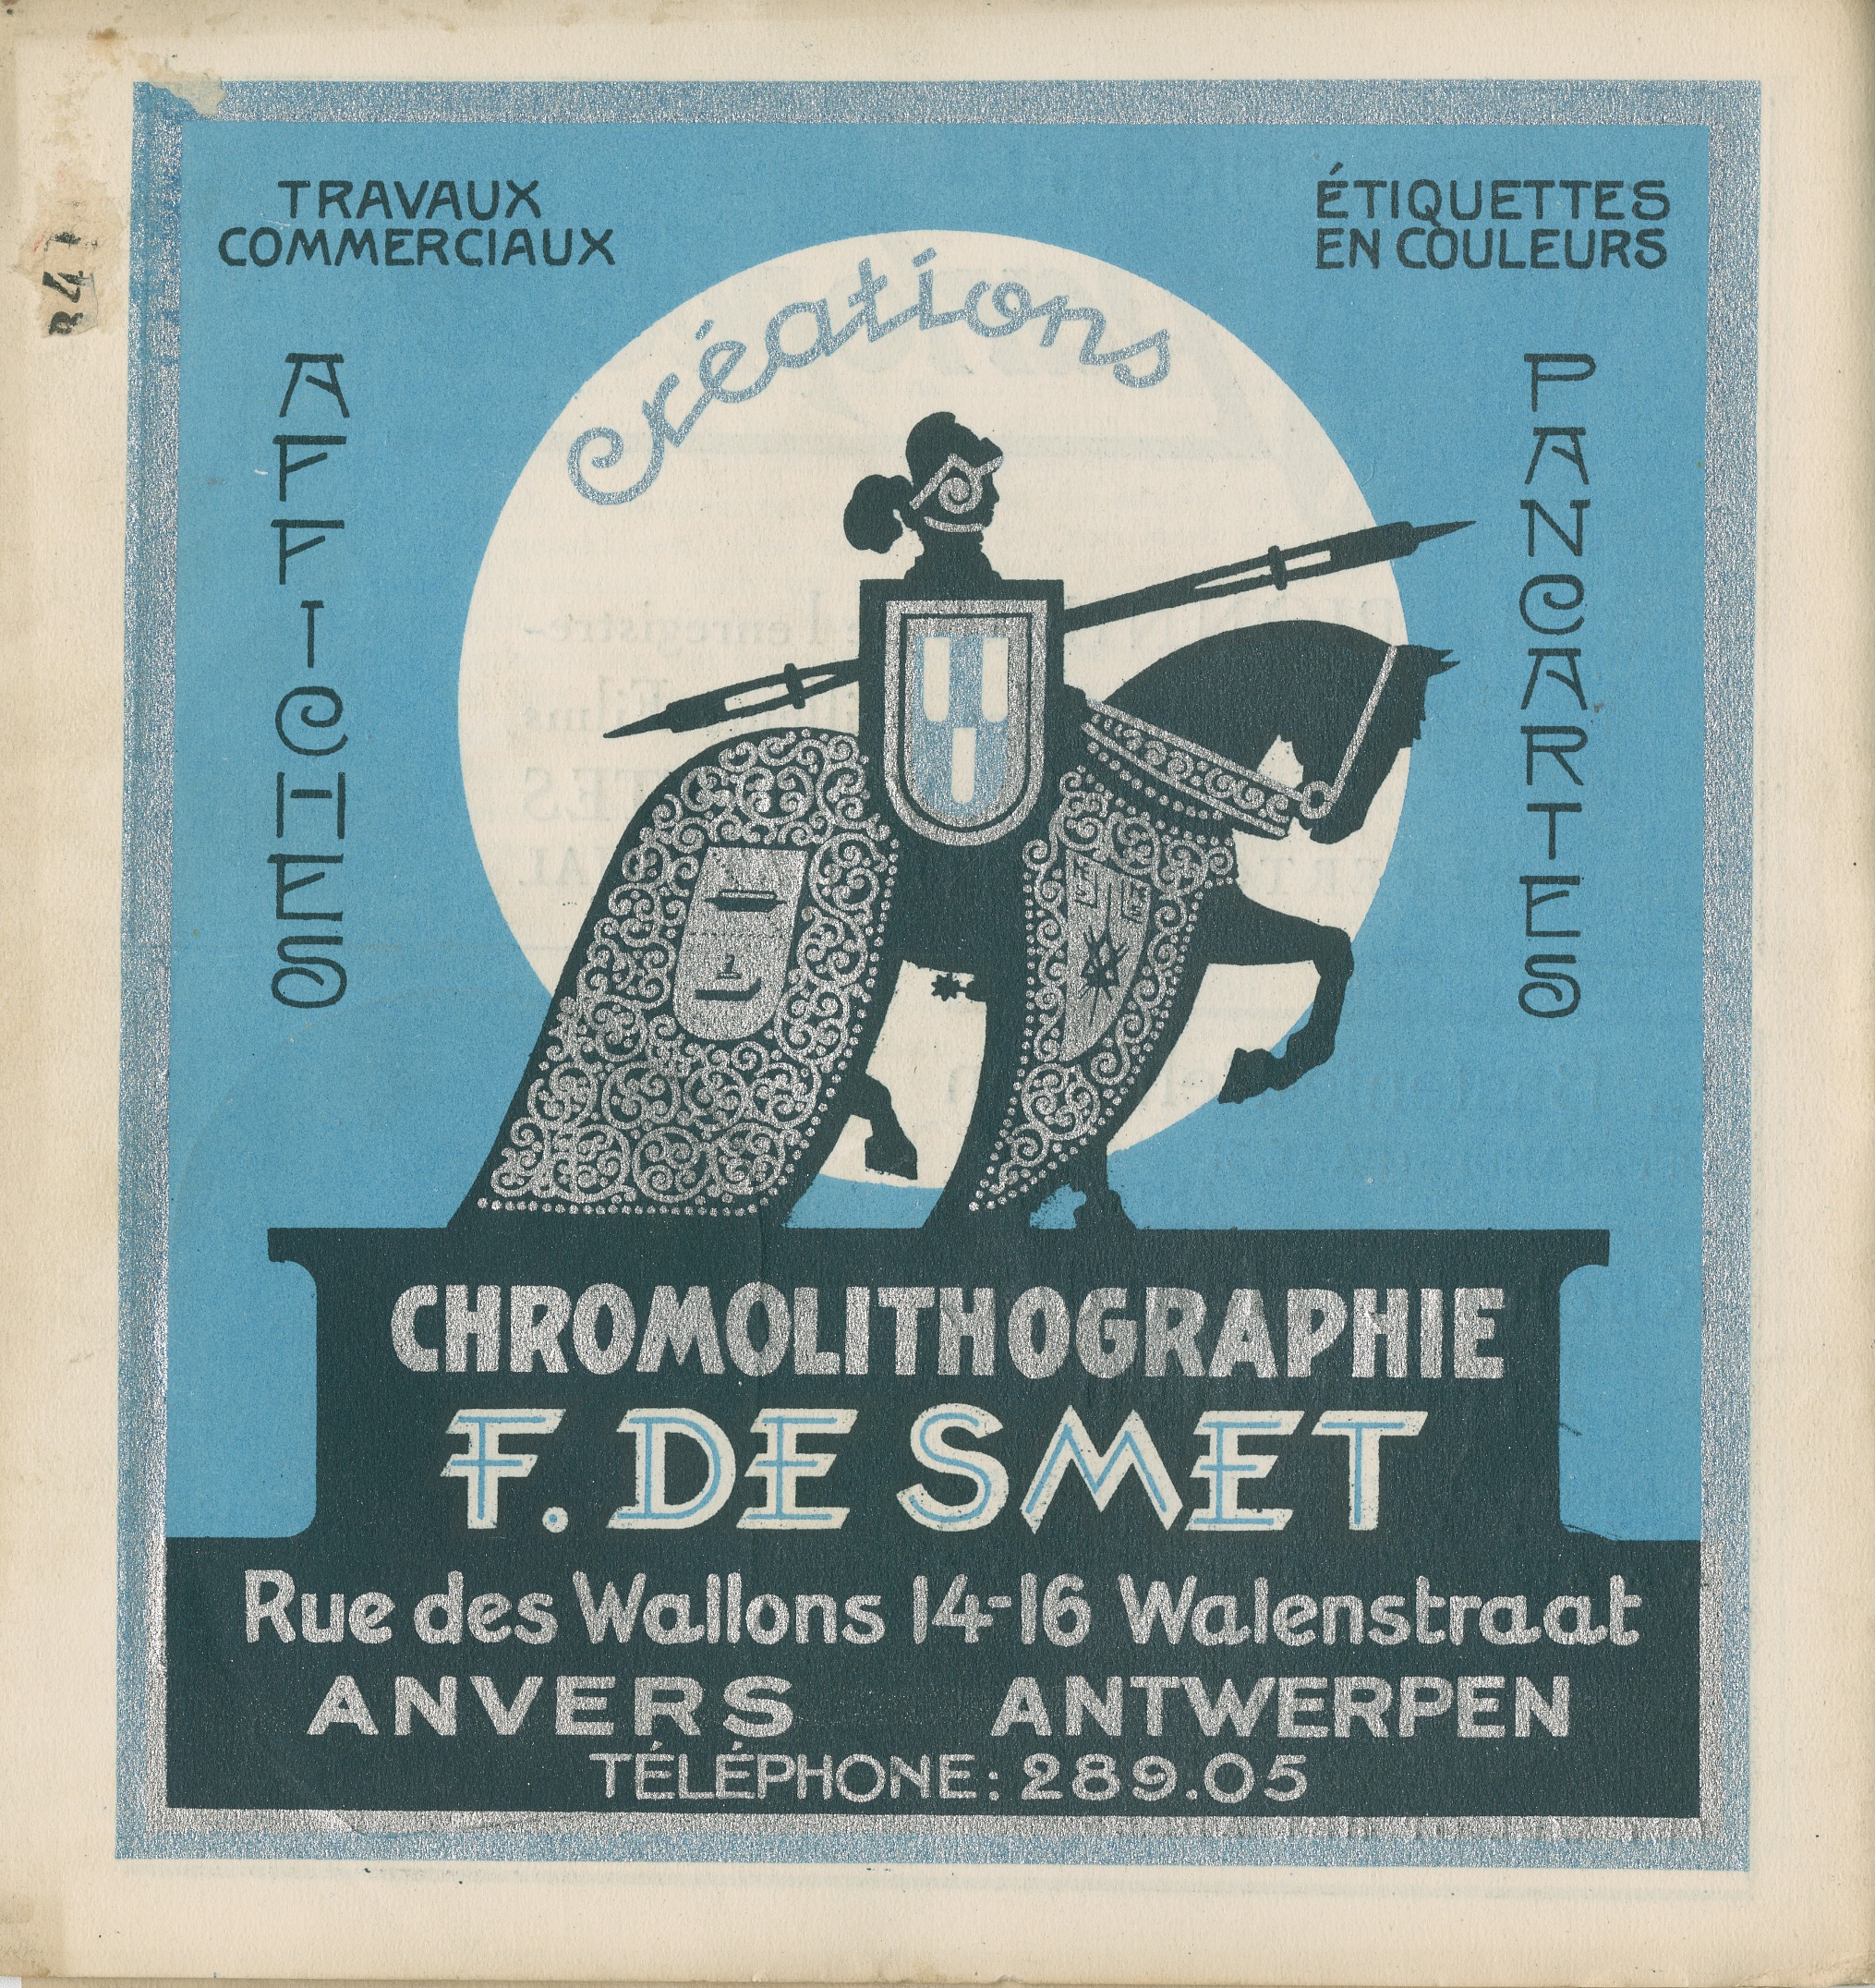 TRAVAUX
COMMERCIAUX
ÉTIQUETTES
EN COULEURS
Créations
AFFICHES
PANCARTES
CHROMOLITHOGRAPHIE
F. DE SMET
Rue des Wallons 14-16 Walenstraat
ANVERS ANTWERPEN
TÉLÉPHONE: 289.05